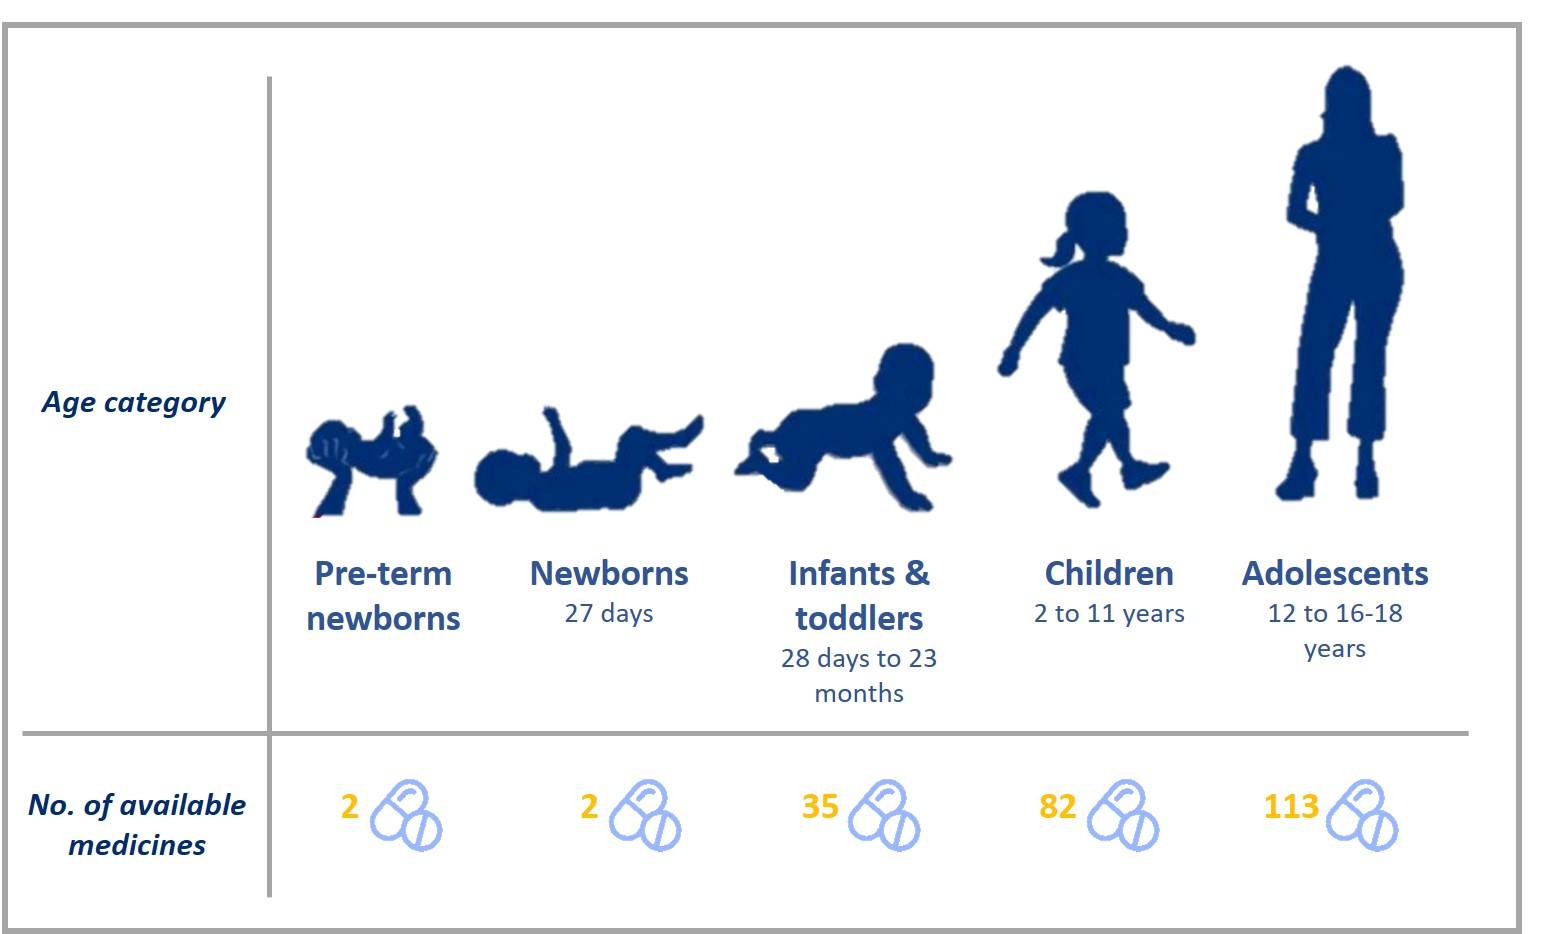 Age category
Pre-term
newborns
Newborns
27 days
Infants &
toddlers
28 days to 23
months
Children
2 to 11 years
Adolescents
12 to 16-18
years
No. of available
medicines
2
2
35
82
113